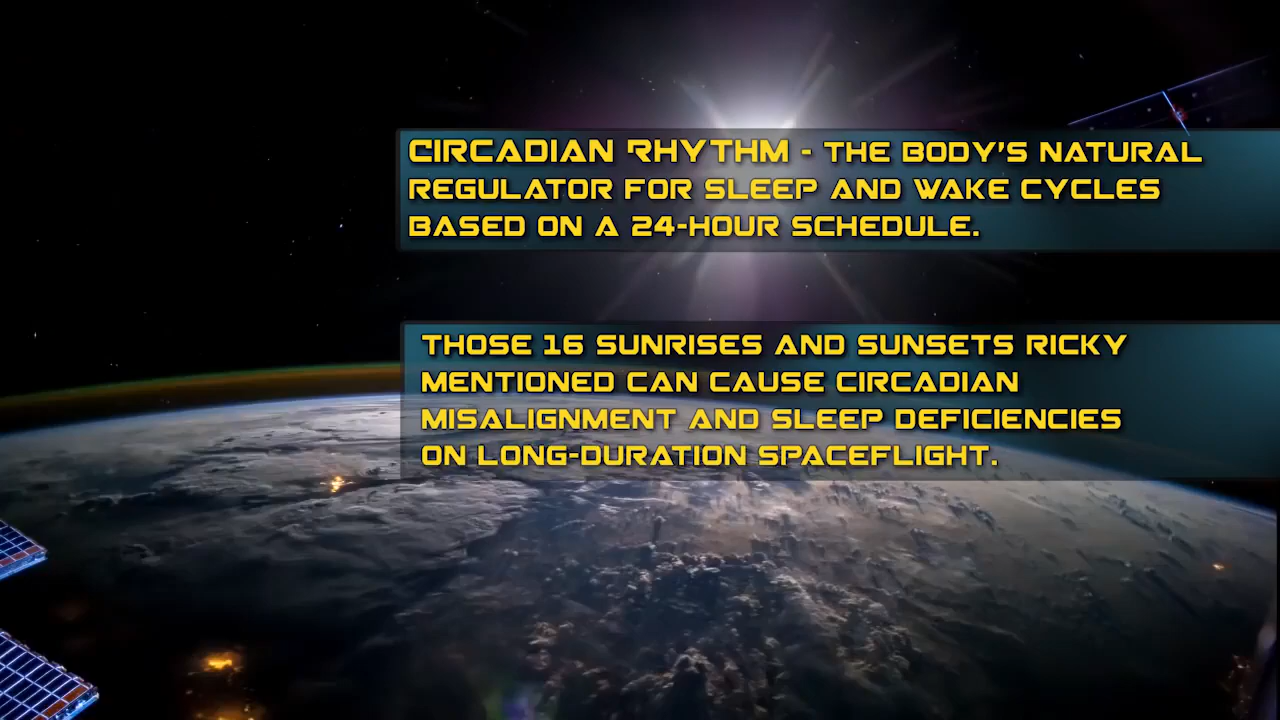 CIRCADIAN RHYTHM - THE BODY'S NATURAL
REGULATOR FOR SLEEP AND WAKE CYCLES
BASED ON A 24-HOUR SCHEDULE.
THOSE 16 SUNRISES AND SUNSETS RICKY
MENTIONED CAN CAUSE CIRCADIAN
MISALIGNMENT AND SLEEP DEFICIENCIES
ON LONG-DURATION SPACEFLIGHT.